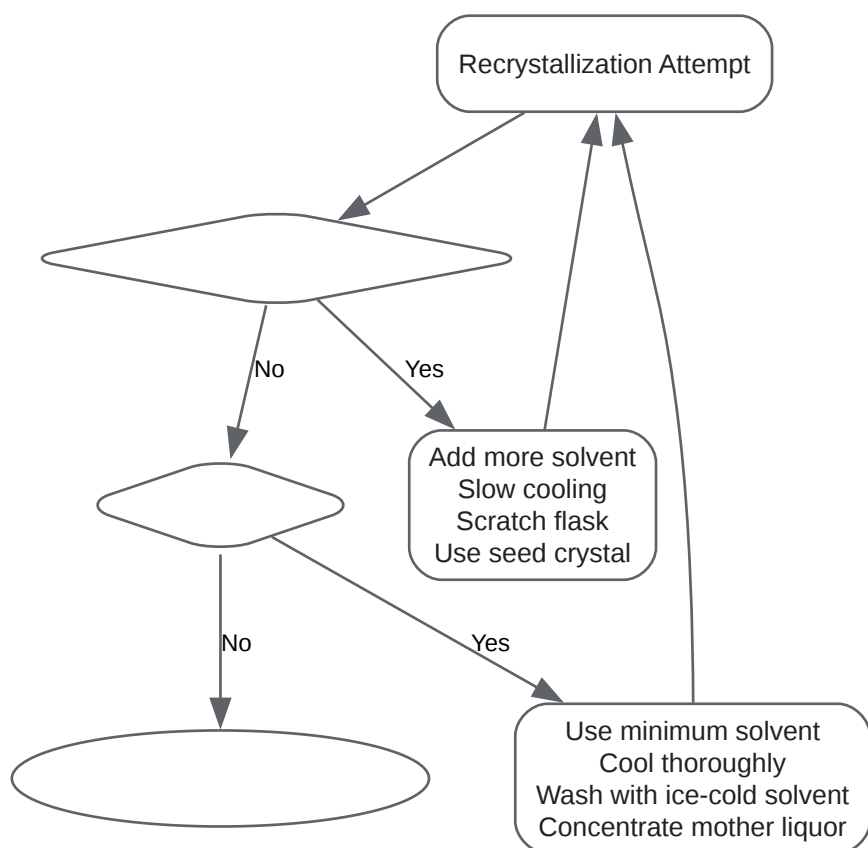 Recrystallization Attempt
No
Yes
Add more solvent
Slow cooling
Scratch flask
Use seed crystal
No
Yes
Use minimum solvent
Cool thoroughly
Wash with ice-cold solvent
Concentrate mother liquor